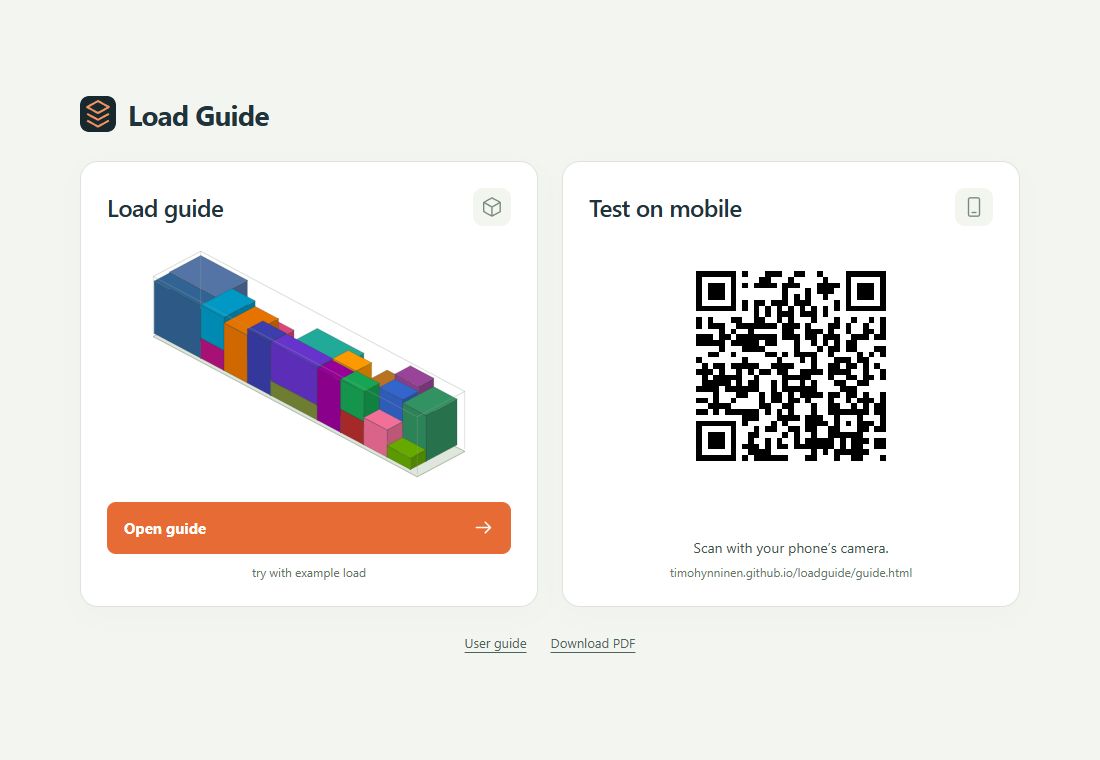 Load Guide
Load guide
Open guide
try with example load
Test on mobile
Scan with your phone’s camera.
timohynninen.github.io/loadguide/guide.html
User guide
Download PDF